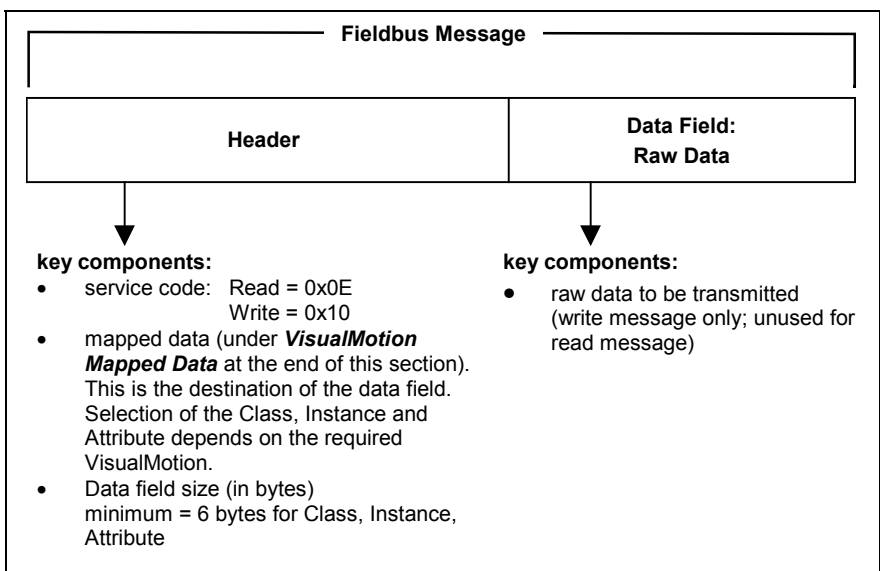 Fieldbus Message
Header
Data Field:
Raw Data
key components:
• service code: Read = 0x0E
Write = 0x10
• mapped data (under VisualMotion
Mapped Data at the end of this section).
This is the destination of the data field.
Selection of the Class, Instance and
Attribute depends on the required
VisualMotion.
• Data field size (in bytes)
minimum = 6 bytes for Class, Instance,
Attribute
key components:
• raw data to be transmitted
(write message only; unused for
read message)